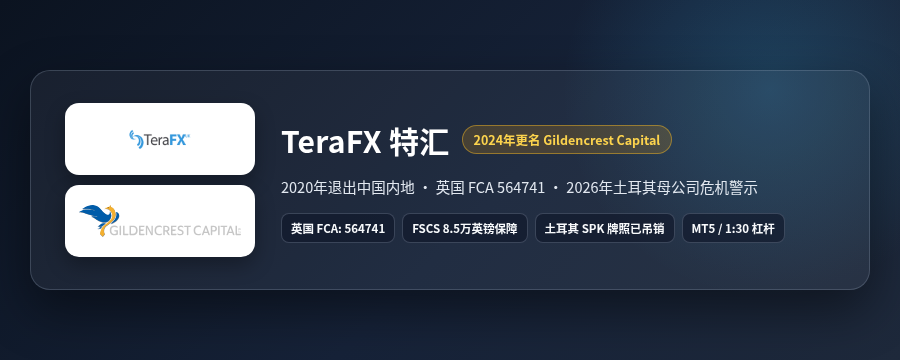 TeraFX
GILDENCREST CAPITAL
TeraFX 特汇
2024年更名 Gildencrest Capital
2020年退出中国内地 · 英国 FCA 564741 · 2026年土耳其母公司危机警示
英国 FCA: 564741
FSCS 8.5万英镑保障
土耳其 SPK 牌照已吊销
MT5 / 1:30 杠杆